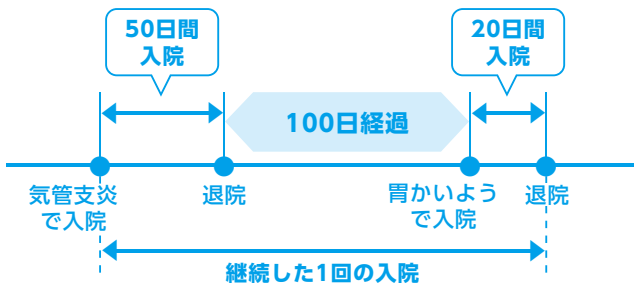 50日間
入院
20日間
入院
100日経過
気管支炎
で入院
退院
胃かいよう
で入院
退院
継続した1回の入院